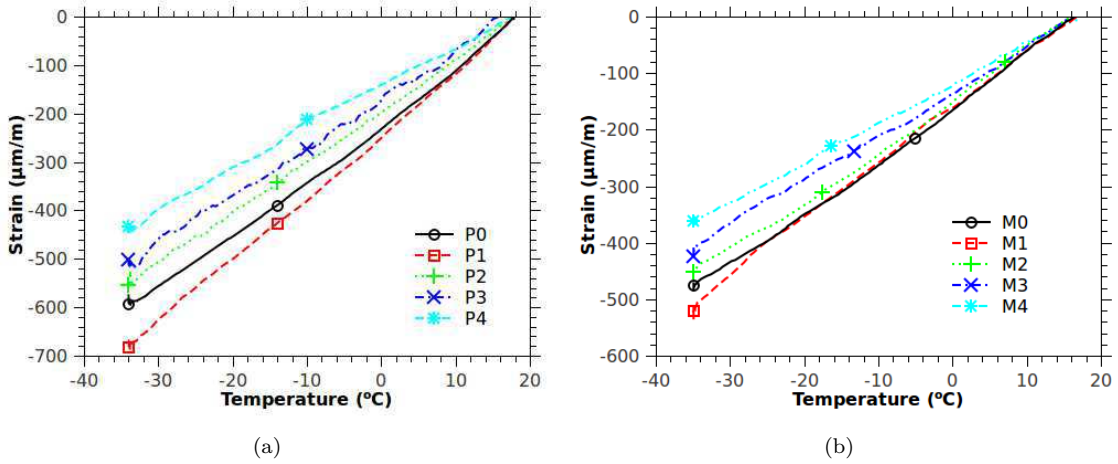 0
-100
-200
-300
-400
-500
-600
-700
Strain (μm/m)
-40 -30 -20 -10 0 10 20
Temperature (ºC)
P0
P1
P2
P3
P4
(a)
0
-100
-200
-300
-400
-500
-600
Strain (μm/m)
-40 -30 -20 -10 0 10 20
Temperature (ºC)
M0
M1
M2
M3
M4
(b)